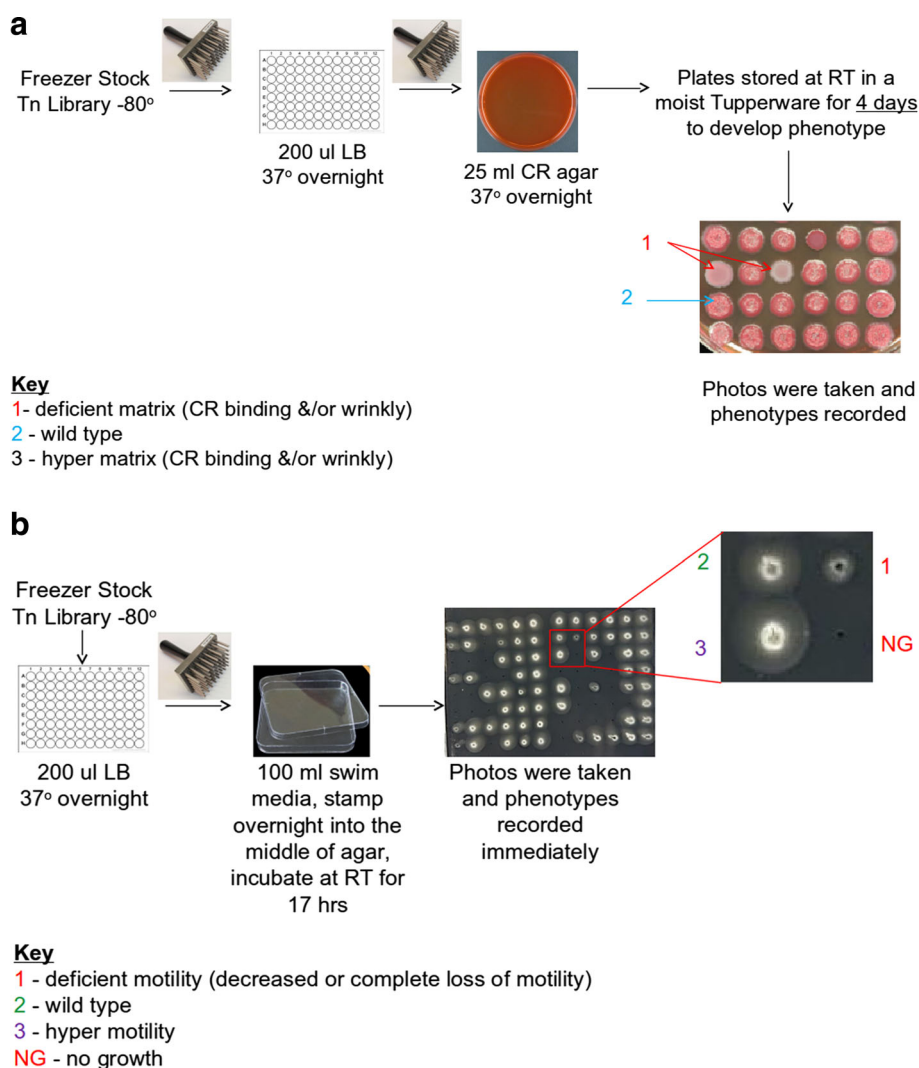 a
Freezer Stock
Tn Library -80°
200 ul LB
37° overnight
25 ml CR agar
37° overnight
Plates stored at RT in a
moist Tupperware for 4 days
to develop phenotype
1
2
Photos were taken and
phenotypes recorded
Key
1- deficient matrix (CR binding &/or wrinkly)
2 - wild type
3 - hyper matrix (CR binding &/or wrinkly)
b
Freezer Stock
Tn Library -80°
200 ul LB
37° overnight
100 ml swim
media, stamp
overnight into the
middle of agar,
incubate at RT for
17 hrs
Photos were taken
and phenotypes
recorded
immediately
2
1
3
NG
Key
1 - deficient motility (decreased or complete loss of motility)
2 - wild type
3 - hyper motility
NG - no growth